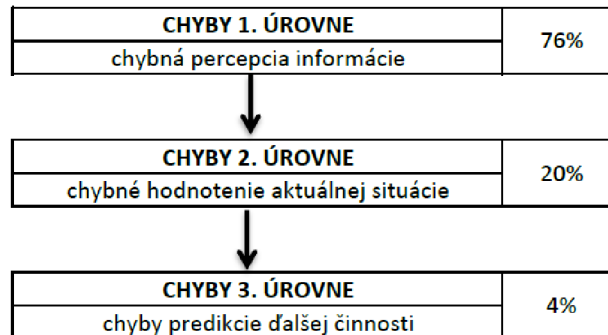 CHYBY 1. ÚROVNE
76%
chybná percepcia informácie
CHYBY 2. ÚROVNE
20%
chybné hodnotenie aktuálnej situácie
CHYBY 3. ÚROVNE
4%
chyby predikcie ďalšej činnosti